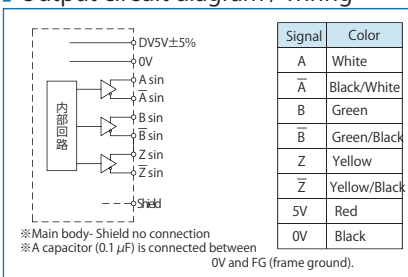 Output circuit diagram / wiring
DV5V±5%
0V
A sin
A̅ sin
B sin
B̅ sin
Z sin
Z̅ sin
Shield
内部回路
※Main body- Shield no connection
※A capacitor (0.1 μF) is connected between
0V and FG (frame ground).
Signal Color
A White
A̅ Black/White
B Green
B̅ Green/Black
Z Yellow
Z̅ Yellow/Black
5V Red
0V Black